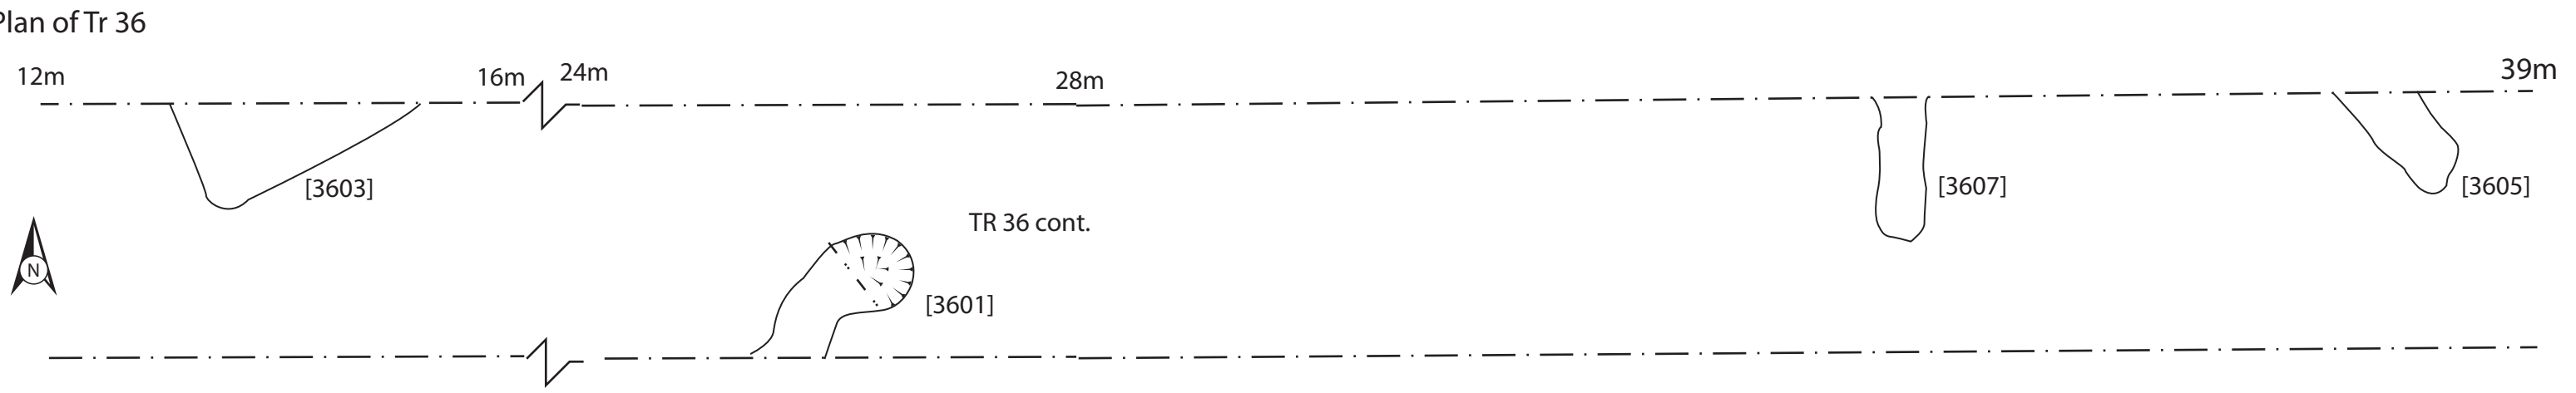 Plan of Tr 36
12m
16m
24m
28m
39m
[3603]
[3607]
[3605]
TR 36 cont.
N
[3601]